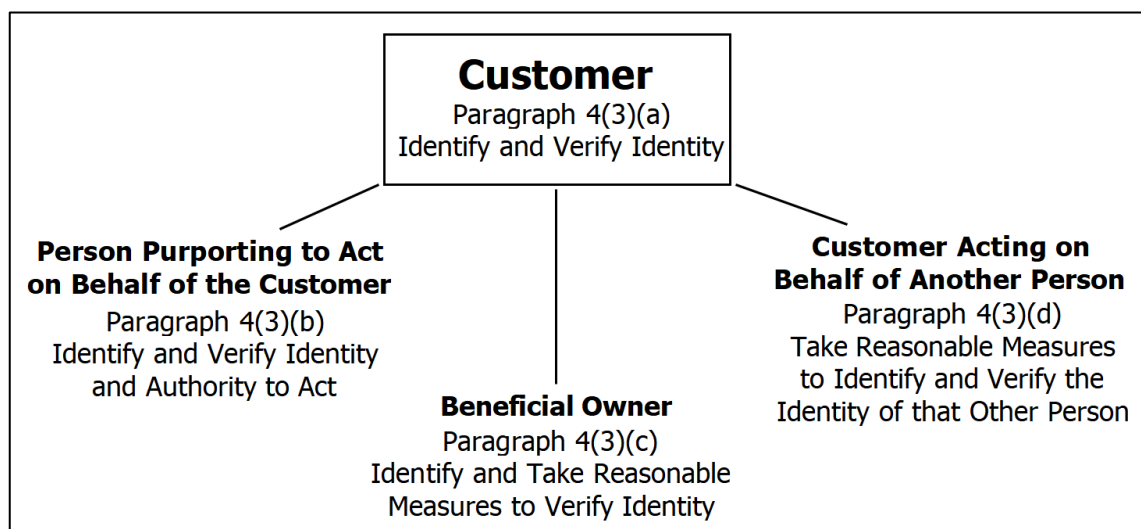 Customer
Paragraph 4(3)(a)
Identify and Verify Identity
Person Purporting to Act
on Behalf of the Customer
Paragraph 4(3)(b)
Identify and Verify Identity
and Authority to Act
Beneficial Owner
Paragraph 4(3)(c)
Identify and Take Reasonable
Measures to Verify Identity
Customer Acting on
Behalf of Another Person
Paragraph 4(3)(d)
Take Reasonable Measures
to Identify and Verify the
Identity of that Other Person